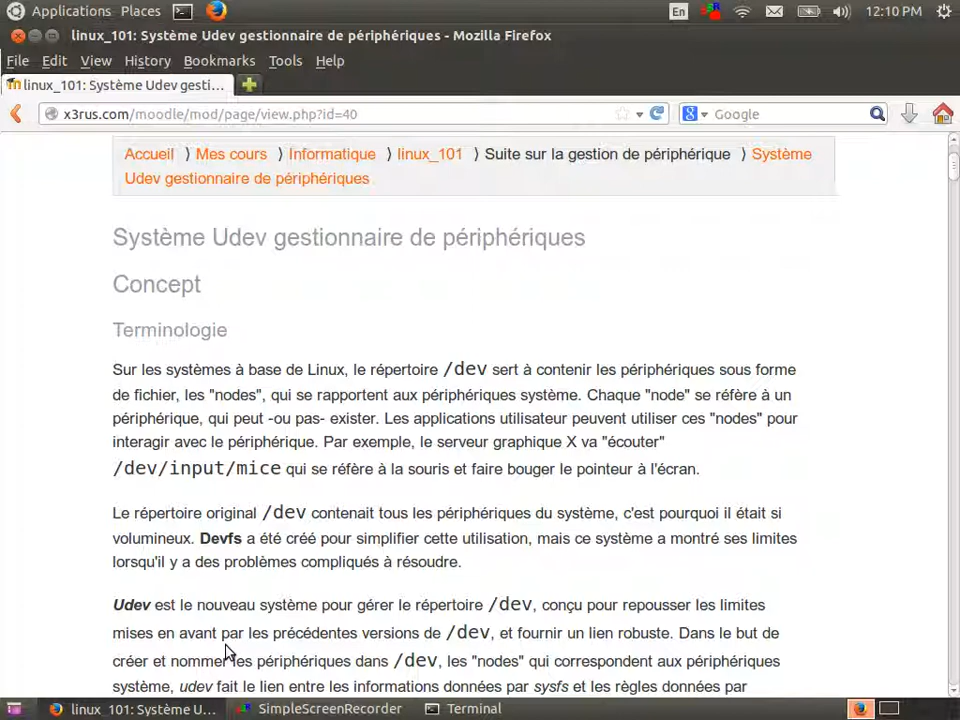 Applications Places En 12:10 PM
linux_101: Système Udev gestionnaire de périphériques - Mozilla Firefox
File Edit View History Bookmarks Tools Help
linux_101: Système Udev gesti...
x3rus.com/moodle/mod/page/view.php?id=40 Google
Accueil ⟩ Mes cours ⟩ Informatique ⟩ linux_101 ⟩ Suite sur la gestion de périphérique ⟩ Système
Udev gestionnaire de périphériques
Système Udev gestionnaire de périphériques
Concept
Terminologie
Sur les systèmes à base de Linux, le répertoire /dev sert à contenir les périphériques sous forme
de fichier, les "nodes", qui se rapportent aux périphériques système. Chaque "node" se réfère à un
périphérique, qui peut -ou pas- exister. Les applications utilisateur peuvent utiliser ces "nodes" pour
interagir avec le périphérique. Par exemple, le serveur graphique X va "écouter"
/dev/input/mice qui se réfère à la souris et faire bouger le pointeur à l'écran.
Le répertoire original /dev contenait tous les périphériques du système, c'est pourquoi il était si
volumineux. Devfs a été créé pour simplifier cette utilisation, mais ce système a montré ses limites
lorsqu'il y a des problèmes compliqués à résoudre.
Udev est le nouveau système pour gérer le répertoire /dev, conçu pour repousser les limites
mises en avant par les précédentes versions de /dev, et fournir un lien robuste. Dans le but de
créer et nommer les périphériques dans /dev, les "nodes" qui correspondent aux périphériques
système, udev fait le lien entre les informations données par sysfs et les règles données par
linux_101: Système U... SimpleScreenRecorder Terminal